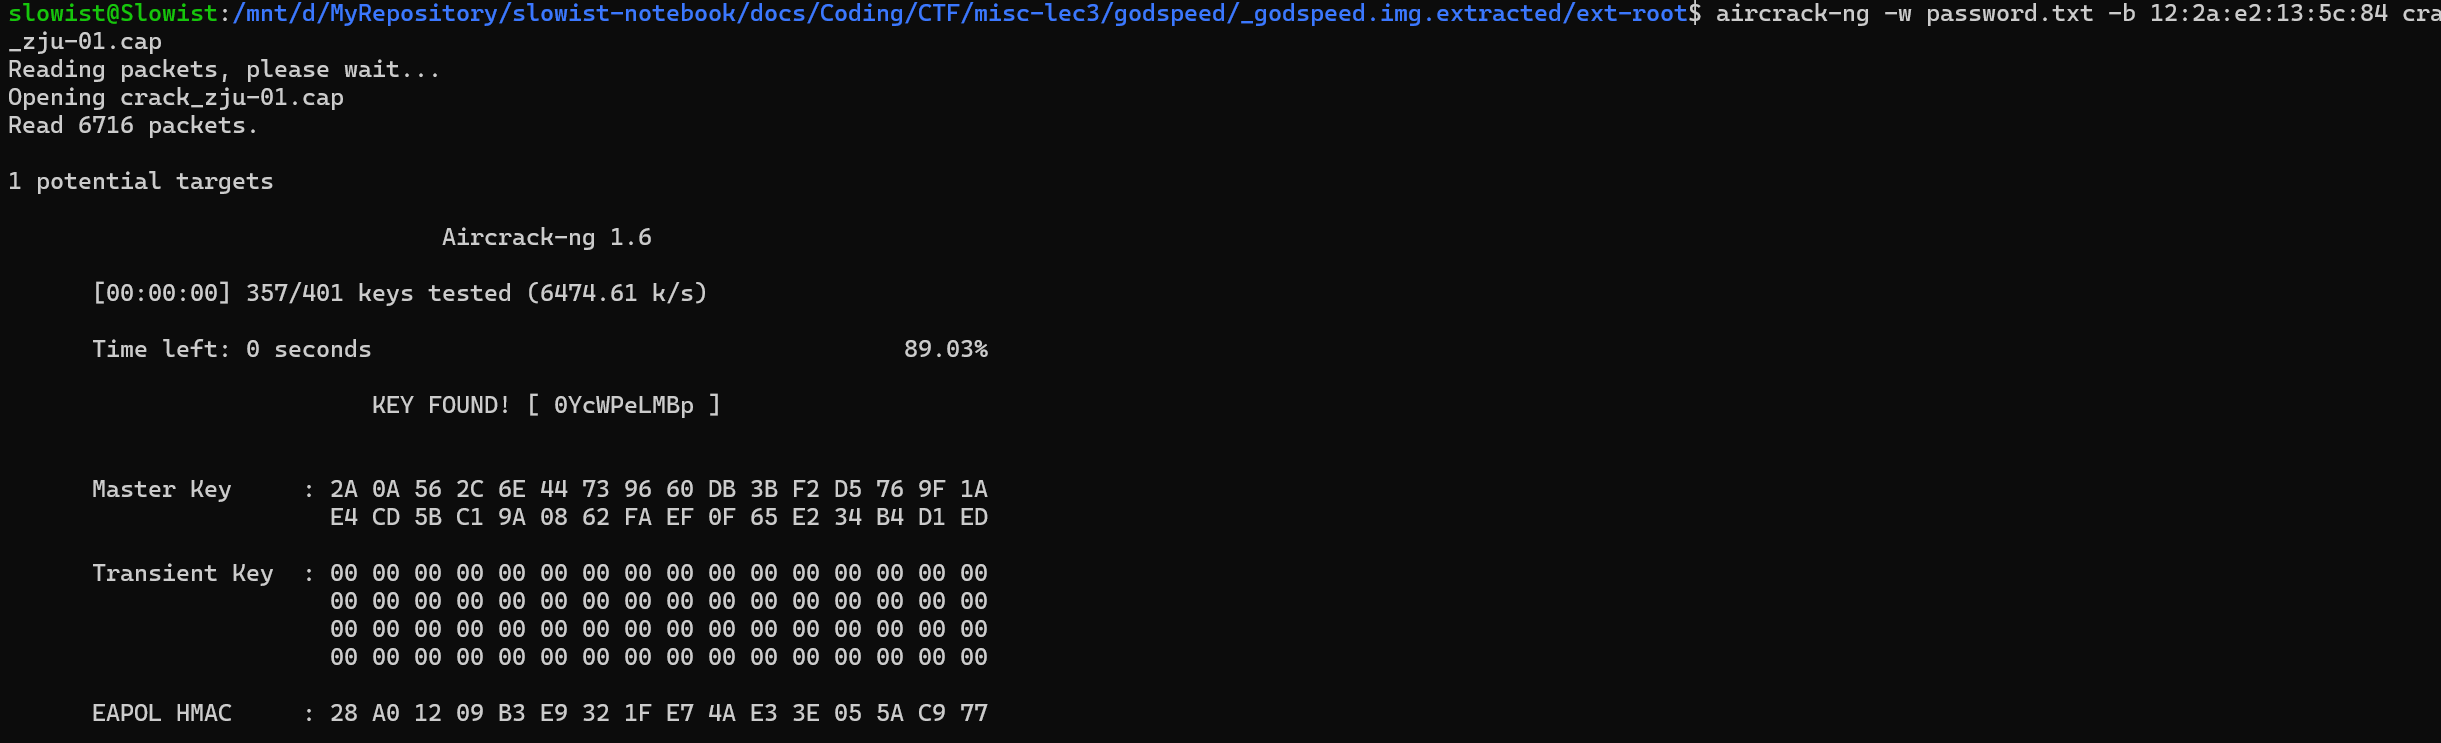 slowist@Slowist:/mnt/d/MyRepository/slowist-notebook/docs/Coding/CTF/misc-lec3/godspeed/_godspeed.img.extracted/ext-root$ aircrack-ng -w password.txt -b 12:2a:e2:13:5c:84 cra
_zju-01.cap
Reading packets, please wait...
Opening crack_zju-01.cap
Read 6716 packets.
1 potential targets
Aircrack-ng 1.6
[00:00:00] 357/401 keys tested (6474.61 k/s)
Time left: 0 seconds 89.03%
KEY FOUND! [ 0YcWPeLMBp ]
Master Key : 2A 0A 56 2C 6E 44 73 96 60 DB 3B F2 D5 76 9F 1A
E4 CD 5B C1 9A 08 62 FA EF 0F 65 E2 34 B4 D1 ED
Transient Key : 00 00 00 00 00 00 00 00 00 00 00 00 00 00 00 00
00 00 00 00 00 00 00 00 00 00 00 00 00 00 00 00
00 00 00 00 00 00 00 00 00 00 00 00 00 00 00 00
00 00 00 00 00 00 00 00 00 00 00 00 00 00 00 00
EAPOL HMAC : 28 A0 12 09 B3 E9 32 1F E7 4A E3 3E 05 5A C9 77